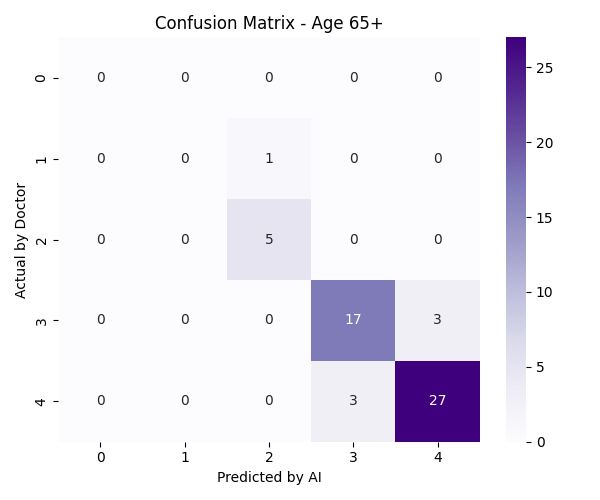 Confusion Matrix - Age 65+
Actual by Doctor
0 0 0 0 0 0
1 0 0 1 0 0
2 0 0 5 0 0
3 0 0 0 17 3
4 0 0 0 3 27
0 1 2 3 4
Predicted by AI
25
20
15
10
5
0